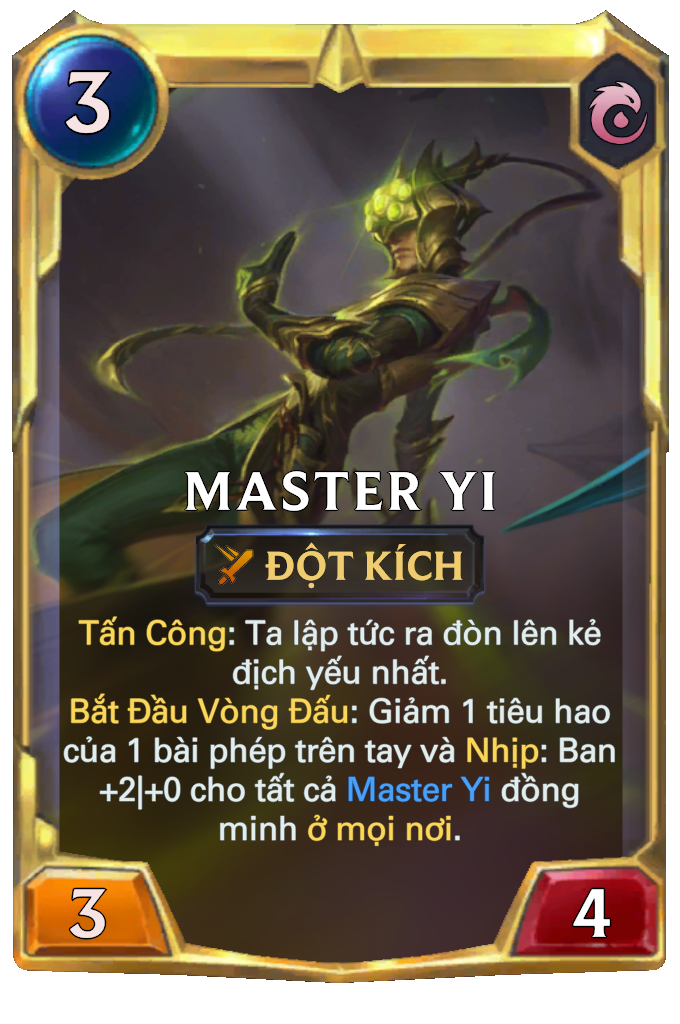 3
MASTER YI
ĐỘT KÍCH
Tấn Công: Ta lập tức ra đòn lên kẻ
địch yếu nhất.
Bắt Đầu Vòng Đấu: Giảm 1 tiêu hao
của 1 bài phép trên tay và Nhịp: Ban
+2|+0 cho tất cả Master Yi đồng
minh ở mọi nơi.
3
4